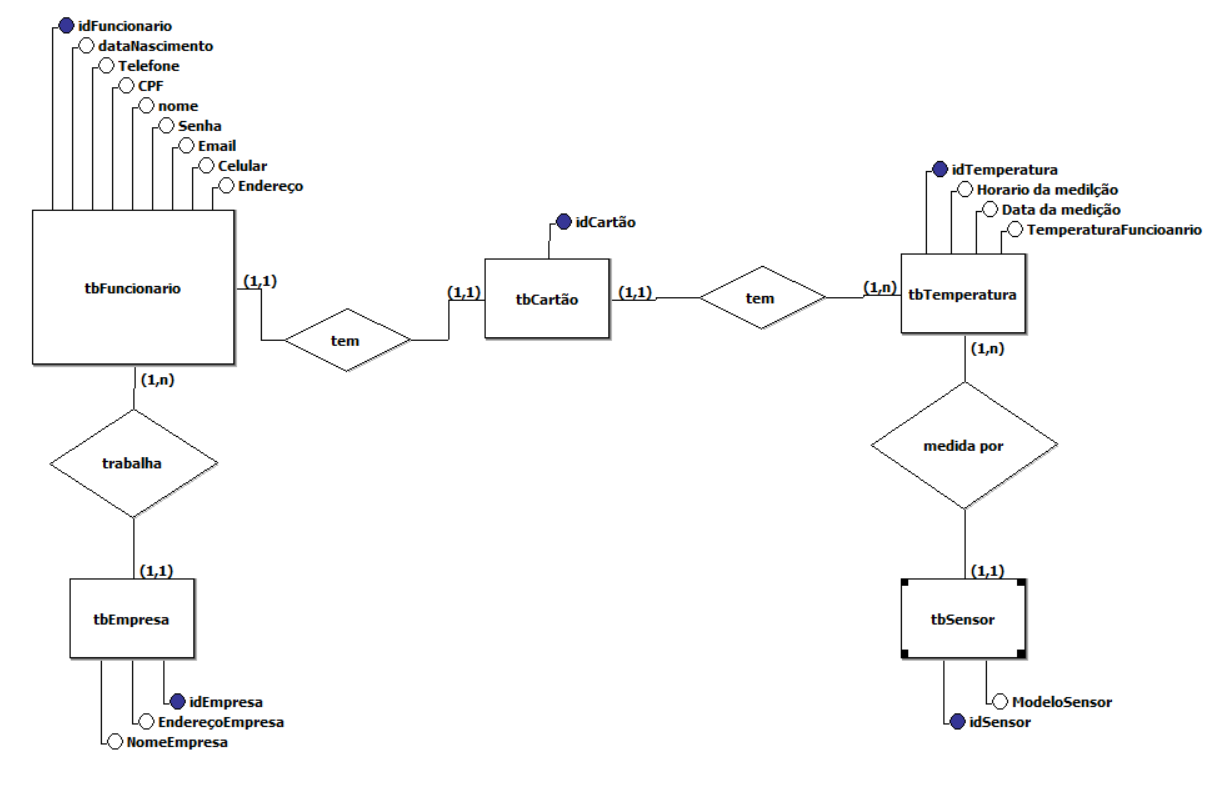 idFuncionario
dataNascimento
Telefone
CPF
nome
Senha
Email
Celular
Endereço
tbFuncionario
(1,1)
tem
(1,1)
idCartão
tbCartão
(1,1)
tem
(1,n)
idTemperatura
Horario da medilção
Data da medição
TemperaturaFuncioanrio
tbTemperatura
(1,n)
medida por
(1,1)
tbSensor
ModeloSensor
idSensor
(1,n)
trabalha
(1,1)
tbEmpresa
idEmpresa
EndereçoEmpresa
NomeEmpresa